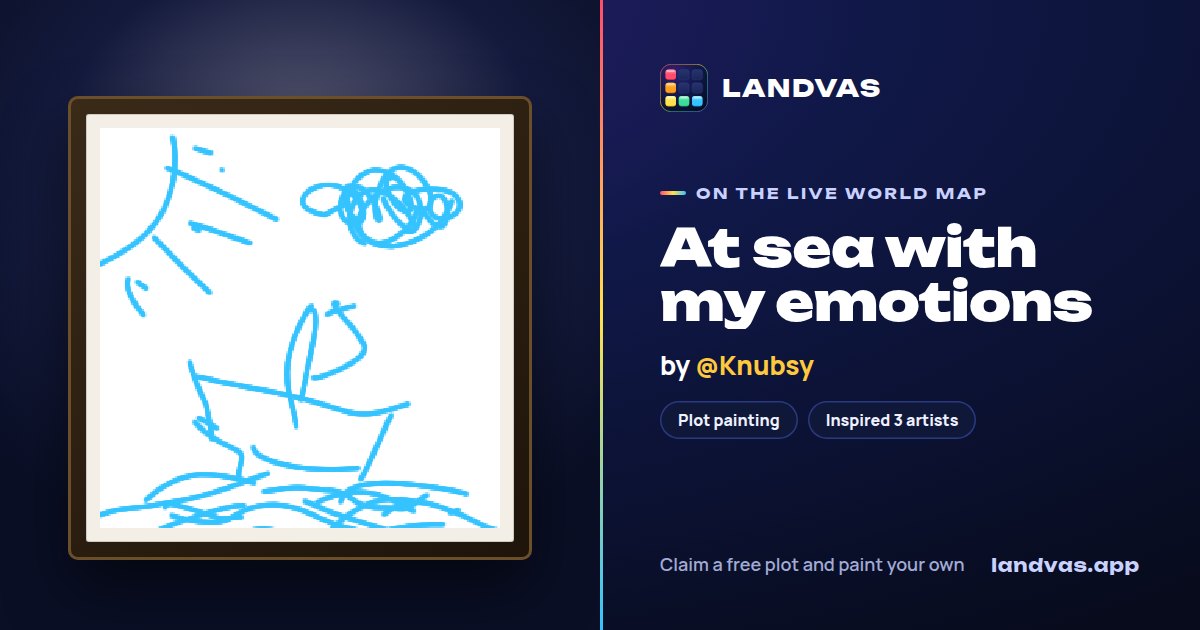 LANDVAS
ON THE LIVE WORLD MAP
At sea with
my emotions
by @Knubsy
Plot painting
Inspired 3 artists
Claim a free plot and paint your own
landvas.app